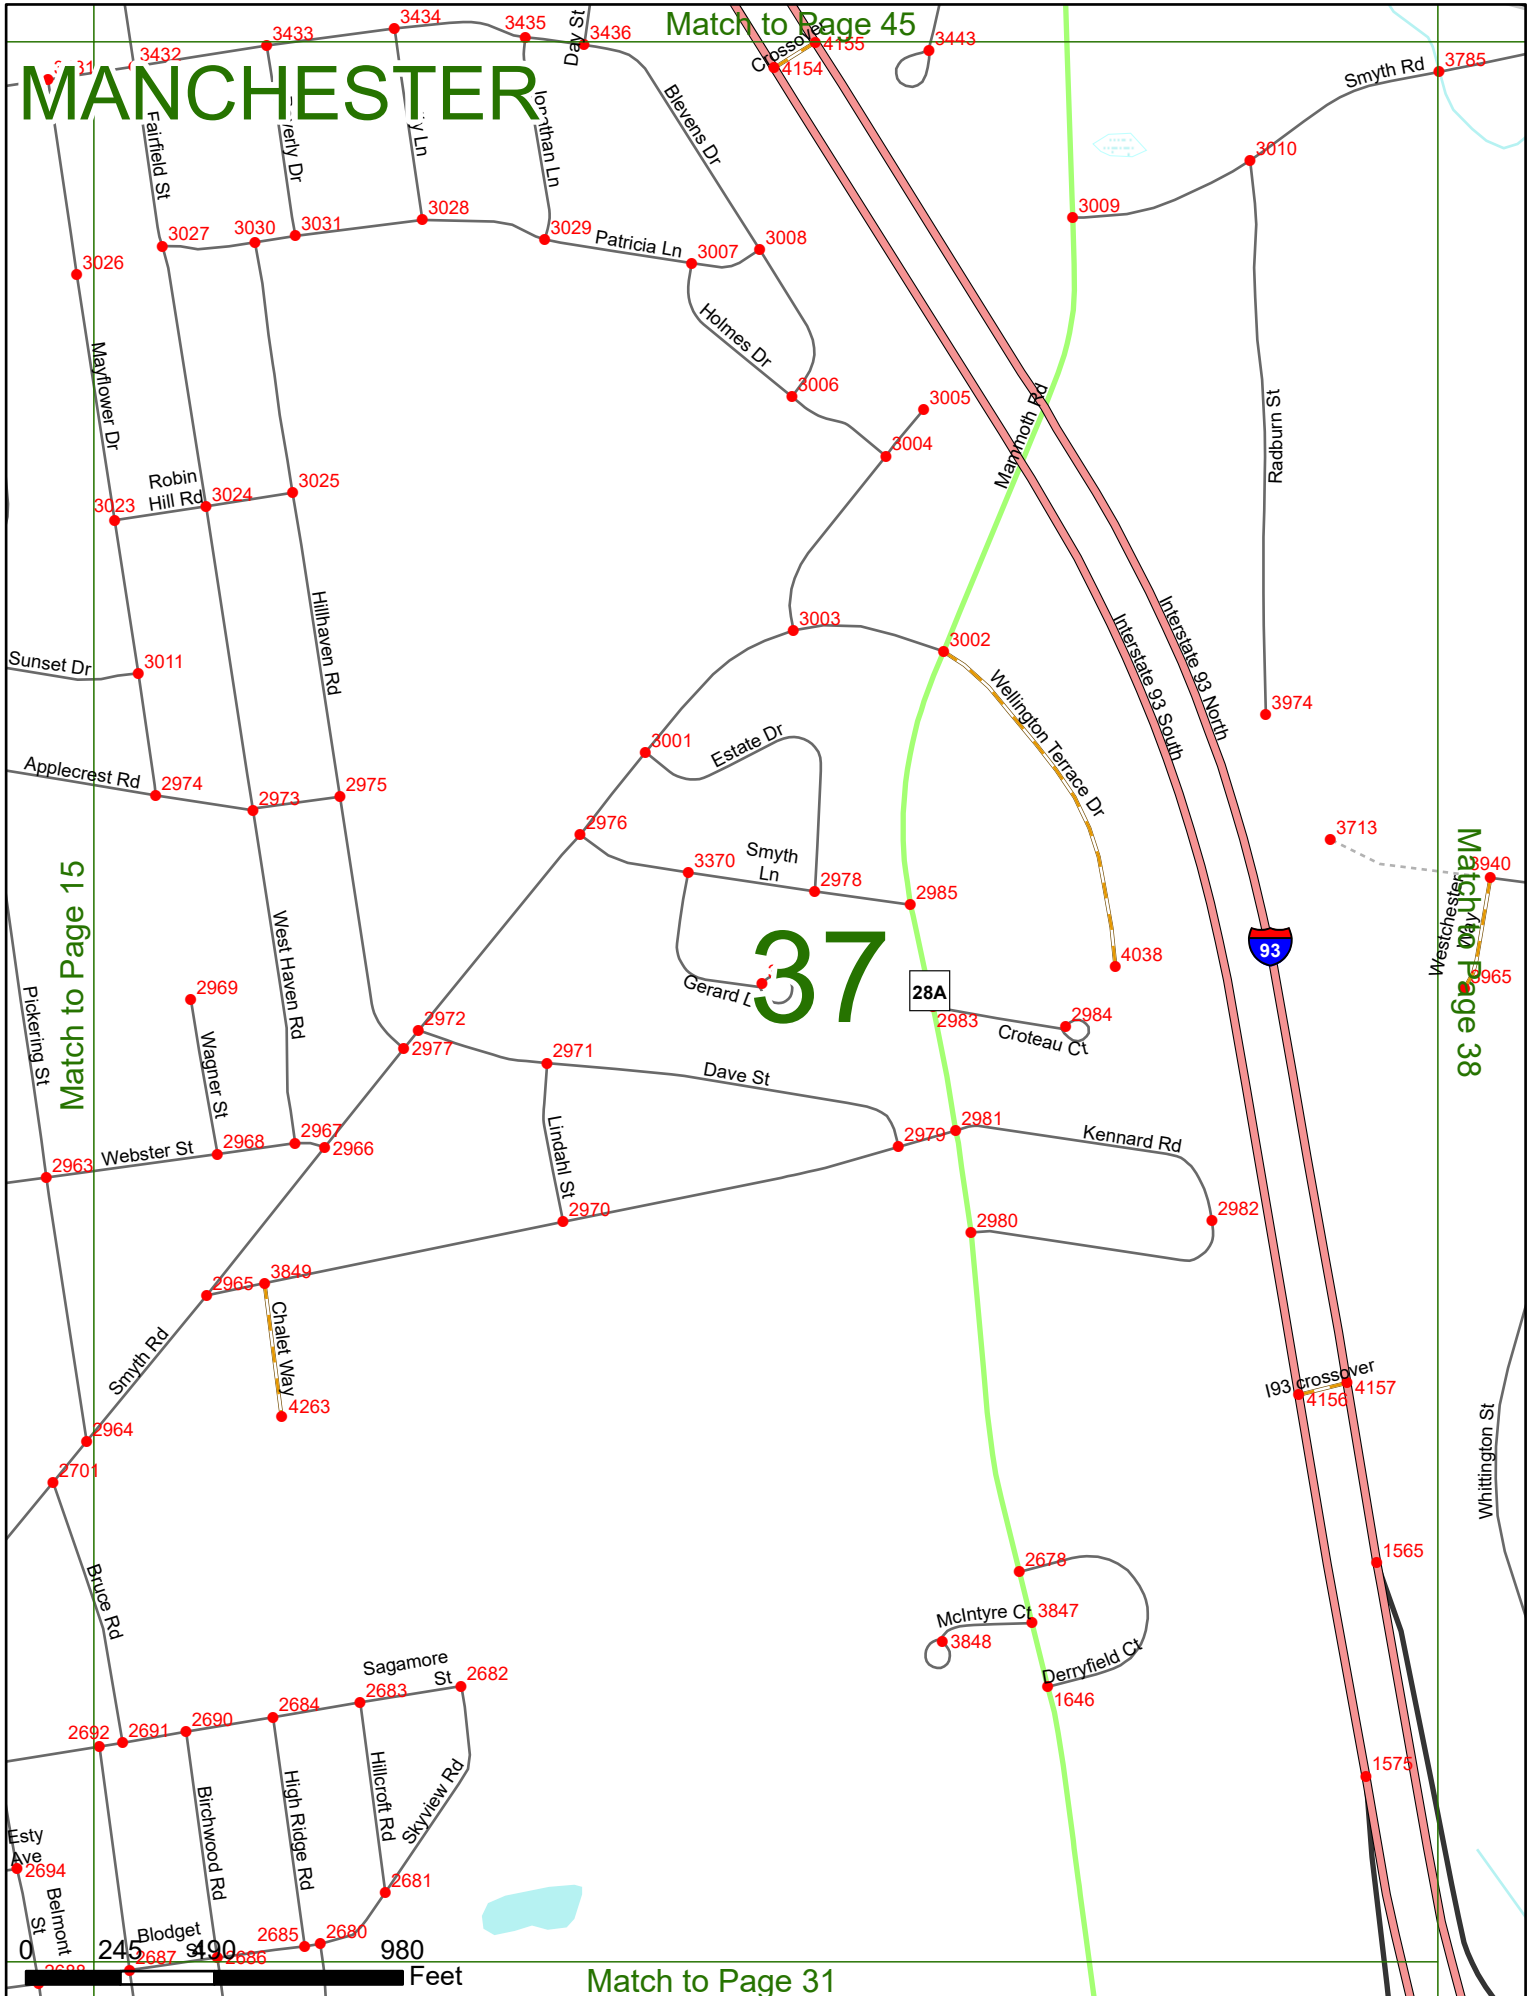 Match to Page 45
MANCHESTER
3432
3433
3434
3435
Day St
3436
Crossover
4155
4154
3443
Smyth Rd
3785
Fairfield St
Blevens Dr
3010
3009
3026
3027
3030
3031
3028
3029
Patricia Ln
3007
3008
Holmes Dr
3006
3005
3004
Mammoth Rd
Radburn St
Mayflower Dr
Robin
Hill Rd
3023
3024
3025
Hillhaven Rd
3003
3002
Sunset Dr
3011
Interstate 93 South
Interstate 93 North
Wellington Terrace Dr
3974
3001
Estate Dr
Applecrest Rd
2974
2973
2975
2976
3370
Smyth
Ln
2978
2985
3713
3940
Match to Page 15
Match to Page 38
Westchester
Way
3965
West Haven Rd
37
93
4038
28A
Gerard
2969
Pickering St
Wagner St
2972
2977
2971
Dave St
2983
2984
Croteau Ct
2979
2981
Kennard Rd
2963
Webster St
2968
2967
2966
Lindahl St
2970
2980
2982
2965
3849
Chalet Way
4263
Smyth Rd
2964
2701
I93 crossover
4156
4157
Whittington St
1565
Bruce Rd
2678
McIntyre Ct
3847
3848
Derryfield Ct
1646
Sagamore
St
2682
2683
2684
2690
2691
2692
1575
Birchwood Rd
High Ridge Rd
Hillcroft Rd
Skyview Rd
Esty
Ave
2694
Belmont
St
2681
Blodget
St
2685
2680
2687
2686
2688
0 245 490 980
Feet
Match to Page 31